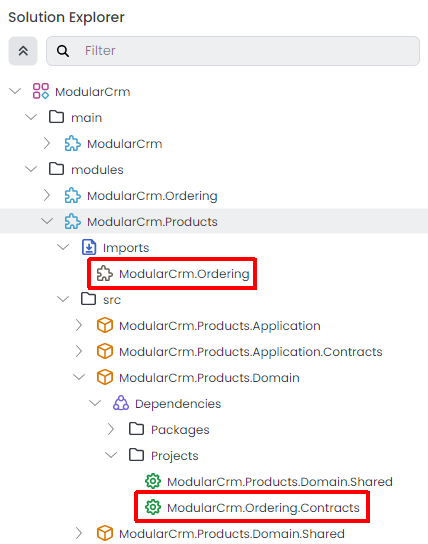 Solution Explorer
Filter
ModularCrm
main
ModularCrm
modules
ModularCrm.Ordering
ModularCrm.Products
Imports
ModularCrm.Ordering
src
ModularCrm.Products.Application
ModularCrm.Products.Application.Contracts
ModularCrm.Products.Domain
Dependencies
Packages
Projects
ModularCrm.Products.Domain.Shared
ModularCrm.Ordering.Contracts
ModularCrm.Products.Domain.Shared